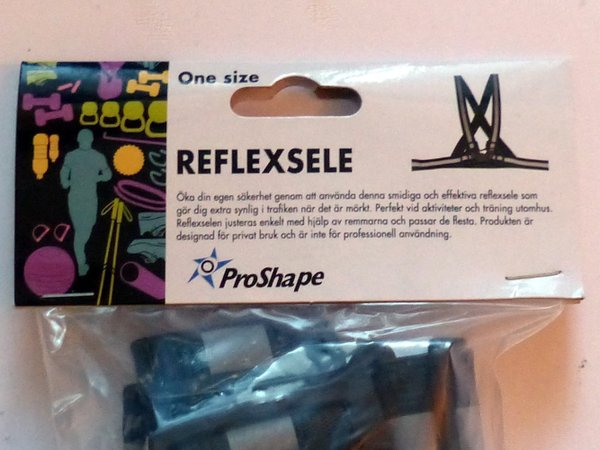 One size
REFLEXSELE
Öka din egen säkerhet genom att använda denna smidiga och effektiva reflexsele som
gör dig extra synlig i trafiken när det är mörkt. Perfekt vid aktiviteter och träning utomhus.
Reflexselen justeras enkelt med hjälp av remmarna och passar de flesta. Produkten är
designad för privat bruk och är inte för professionell användning.
ProShape